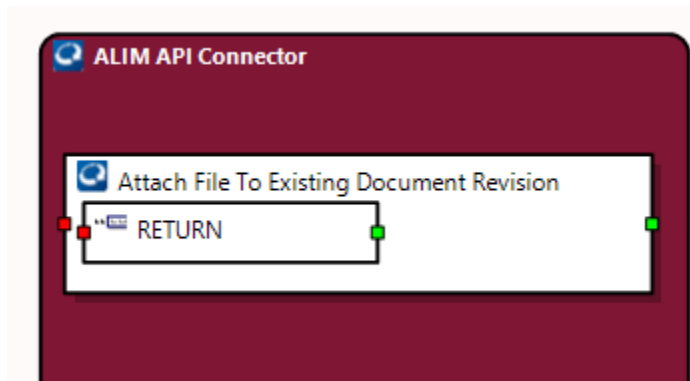 ALIM API Connector
Attach File To Existing Document Revision
RETURN